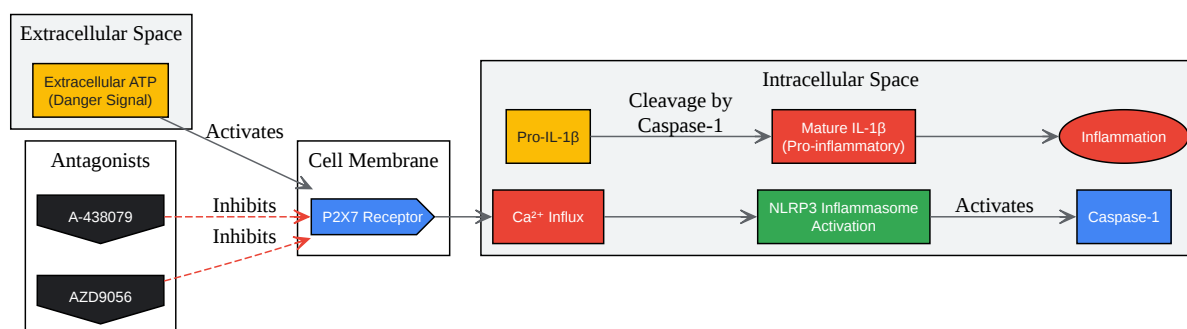 Extracellular Space
Extracellular ATP
(Danger Signal)
Activates
Antagonists
A-438079
Inhibits
AZD9056
Inhibits
Cell Membrane
P2X7 Receptor
Intracellular Space
Pro-IL-1β
Cleavage by
Caspase-1
Mature IL-1β
(Pro-inflammatory)
Inflammation
Ca²⁺ Influx
NLRP3 Inflammasome
Activation
Activates
Caspase-1